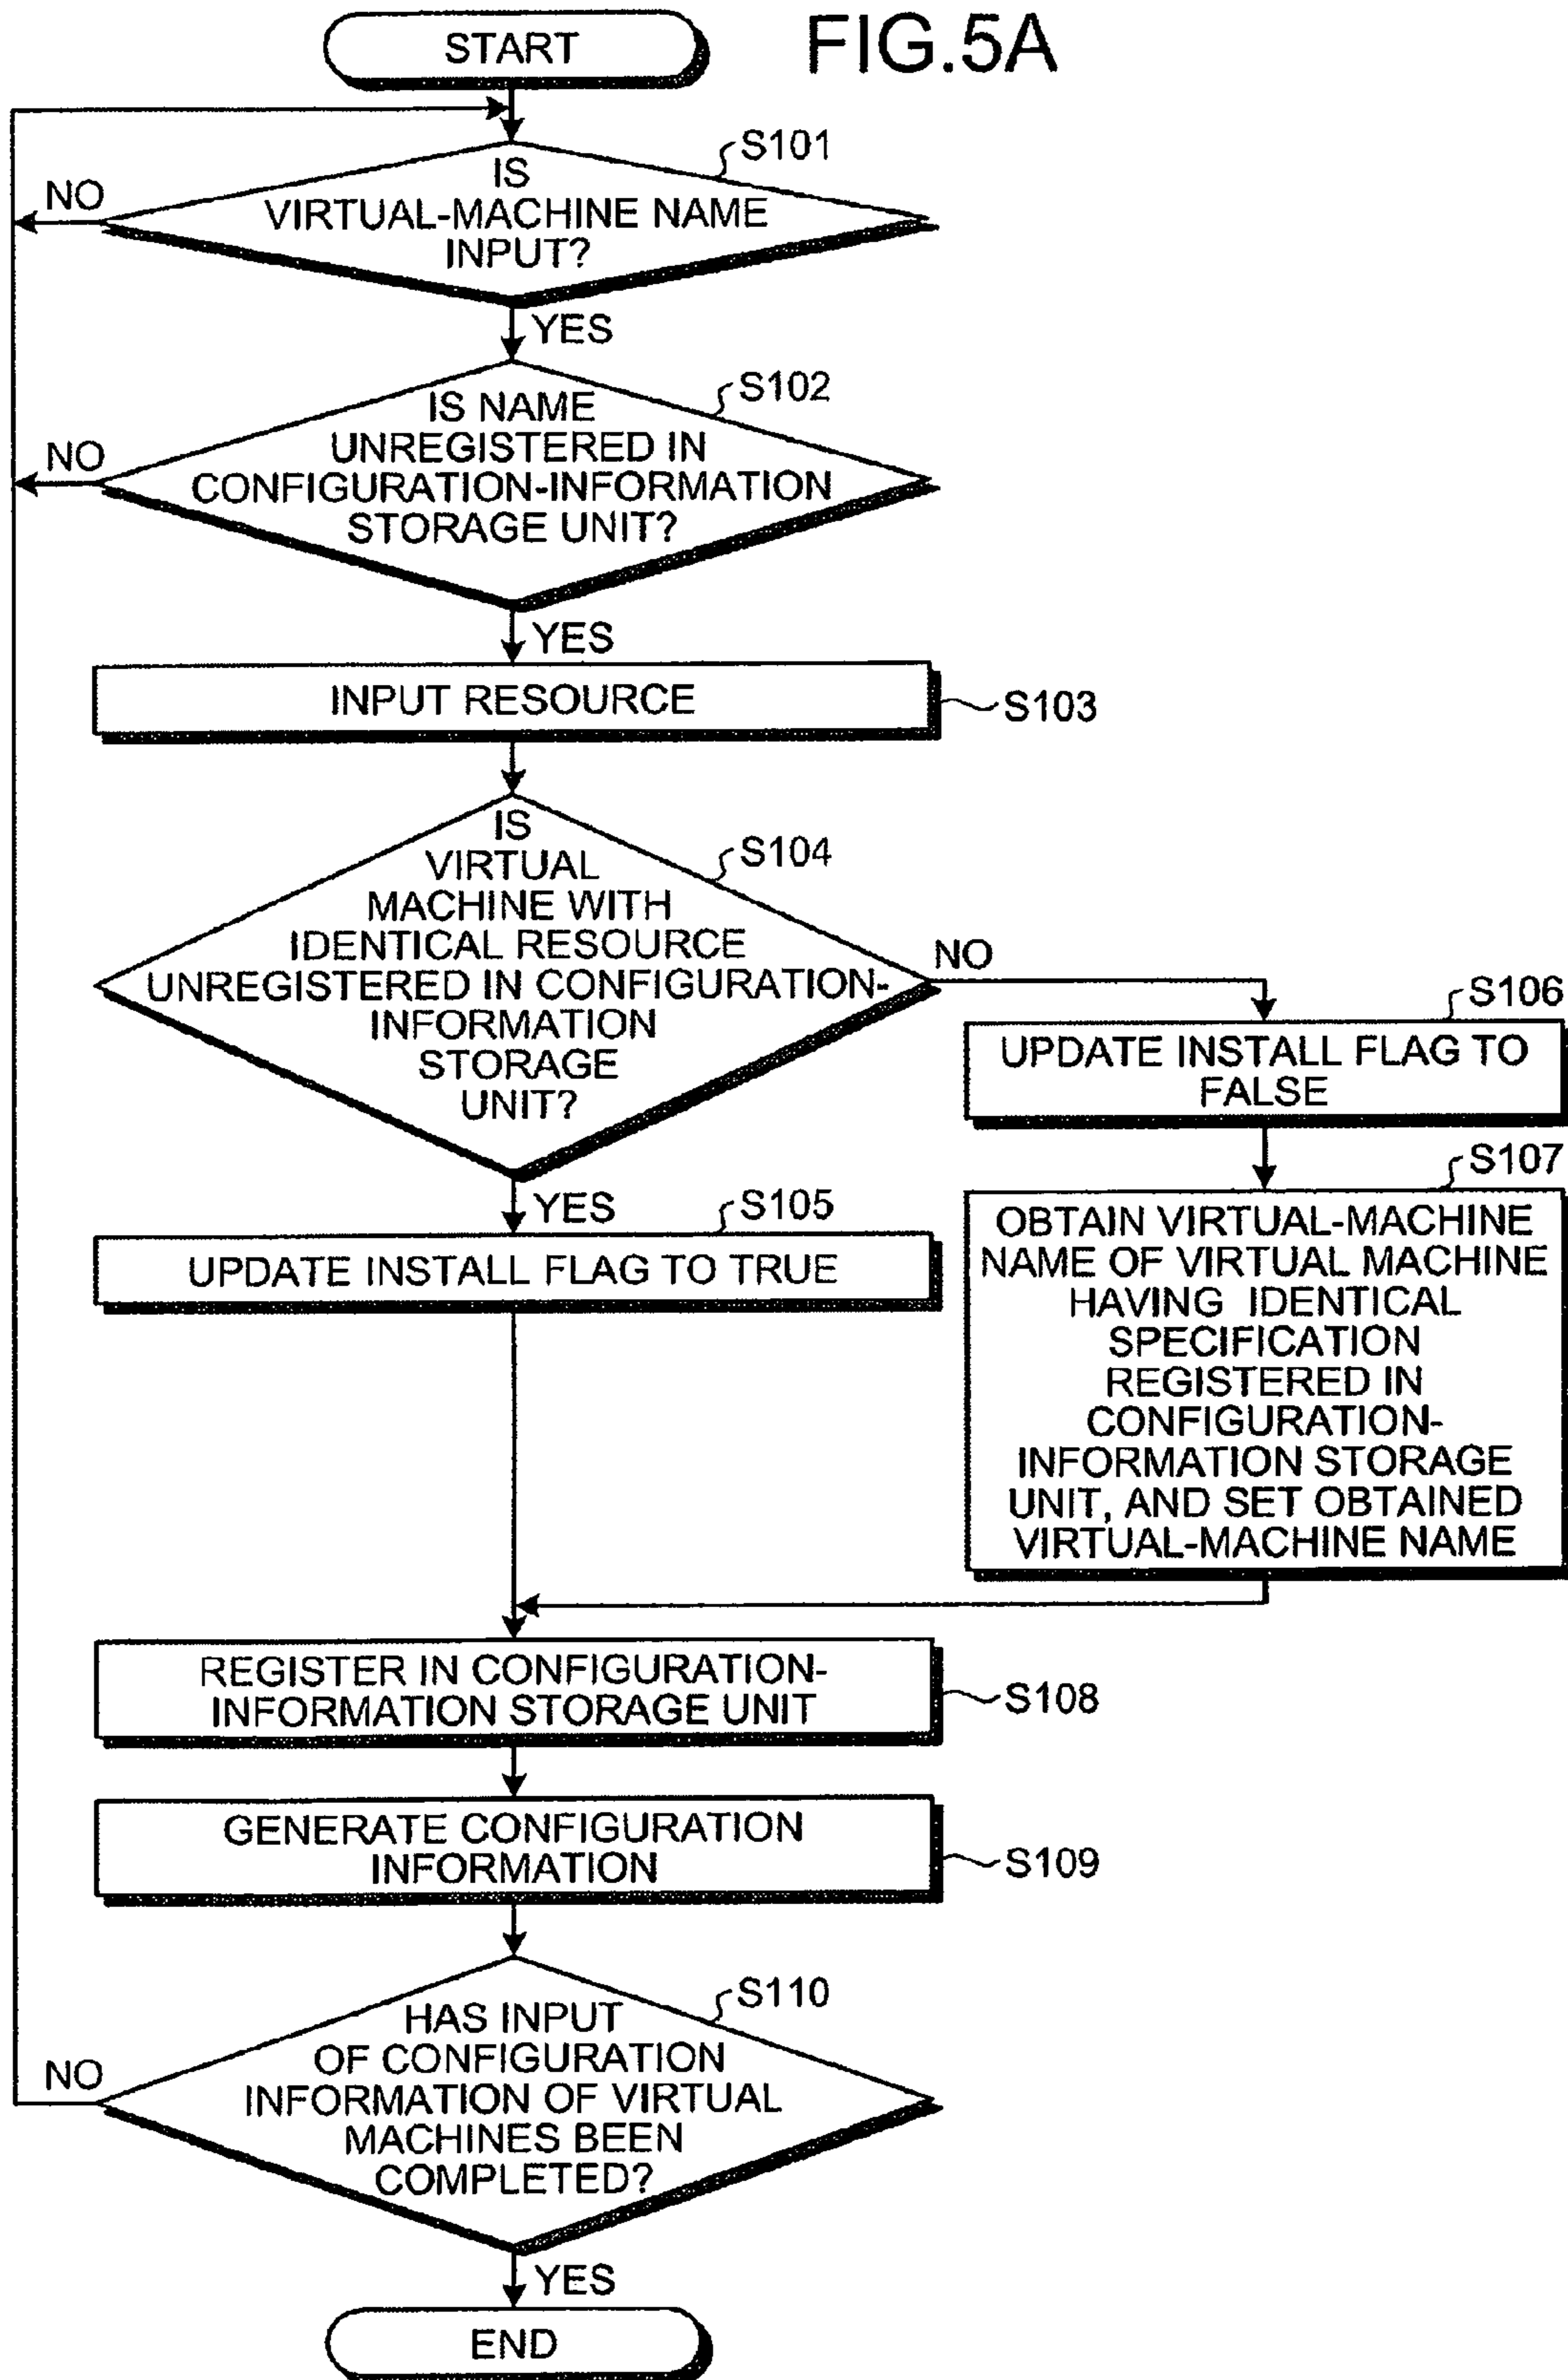 FIG.5A
START
S101
IS
VIRTUAL-MACHINE NAME
INPUT?
NO
YES
S102
IS NAME
UNREGISTERED IN
CONFIGURATION-INFORMATION
STORAGE UNIT?
NO
YES
INPUT RESOURCE
S103
S104
IS
VIRTUAL
MACHINE WITH
IDENTICAL RESOURCE
UNREGISTERED IN CONFIGURATION-
INFORMATION
STORAGE
UNIT?
NO
YES
S105
UPDATE INSTALL FLAG TO TRUE
S106
UPDATE INSTALL FLAG TO
FALSE
S107
OBTAIN VIRTUAL-MACHINE
NAME OF VIRTUAL MACHINE
HAVING IDENTICAL
SPECIFICATION
REGISTERED IN
CONFIGURATION-
INFORMATION STORAGE
UNIT, AND SET OBTAINED
VIRTUAL-MACHINE NAME
REGISTER IN CONFIGURATION-
INFORMATION STORAGE UNIT
S108
GENERATE CONFIGURATION
INFORMATION
S109
S110
HAS INPUT
OF CONFIGURATION
INFORMATION OF VIRTUAL
MACHINES BEEN
COMPLETED?
NO
YES
END